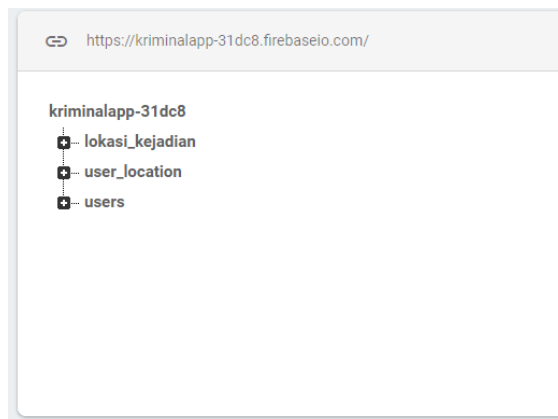 https://kriminalapp-31dc8.firebaseio.com/
kriminalapp-31dc8
lokasi_kejadian
user_location
users